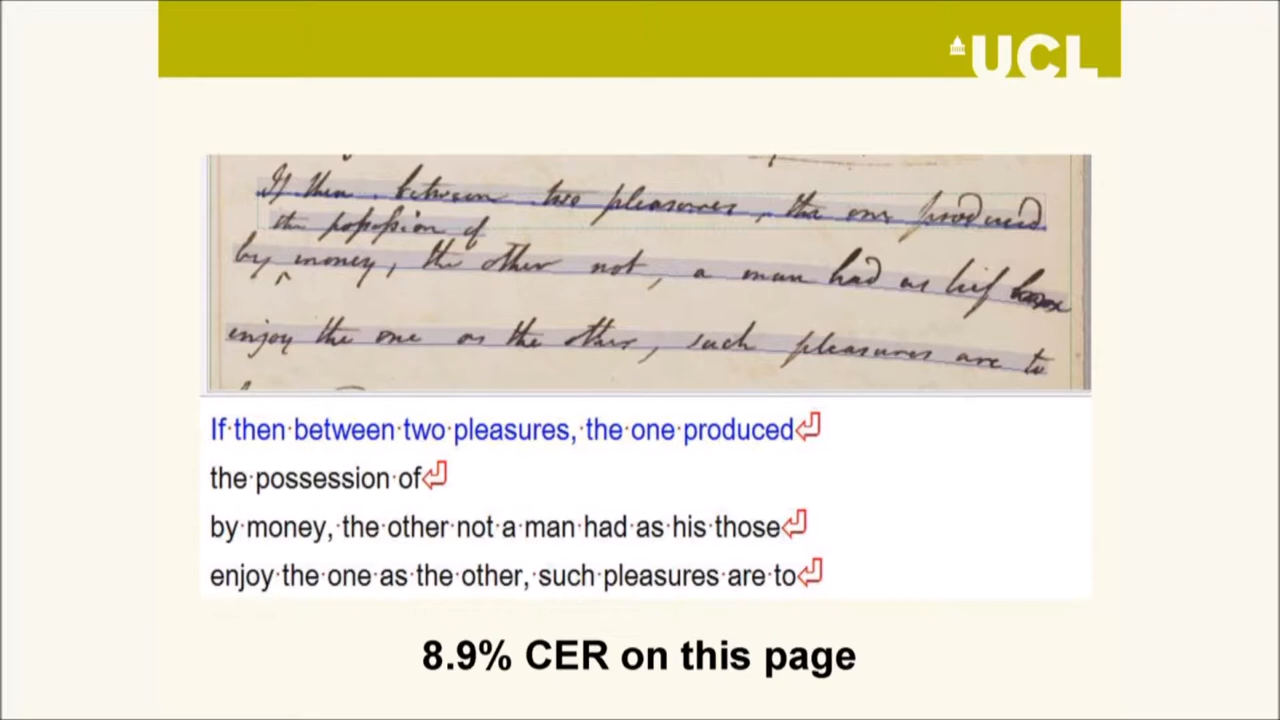 UCL
If then between two pleasures, the one produced
the possession of
by money, the other not, a man had as lief
enjoy the one as the other, such pleasures are to
If then between two pleasures, the one produced
the possession of
by money, the other not a man had as his those
enjoy the one as the other, such pleasures are to
8.9% CER on this page